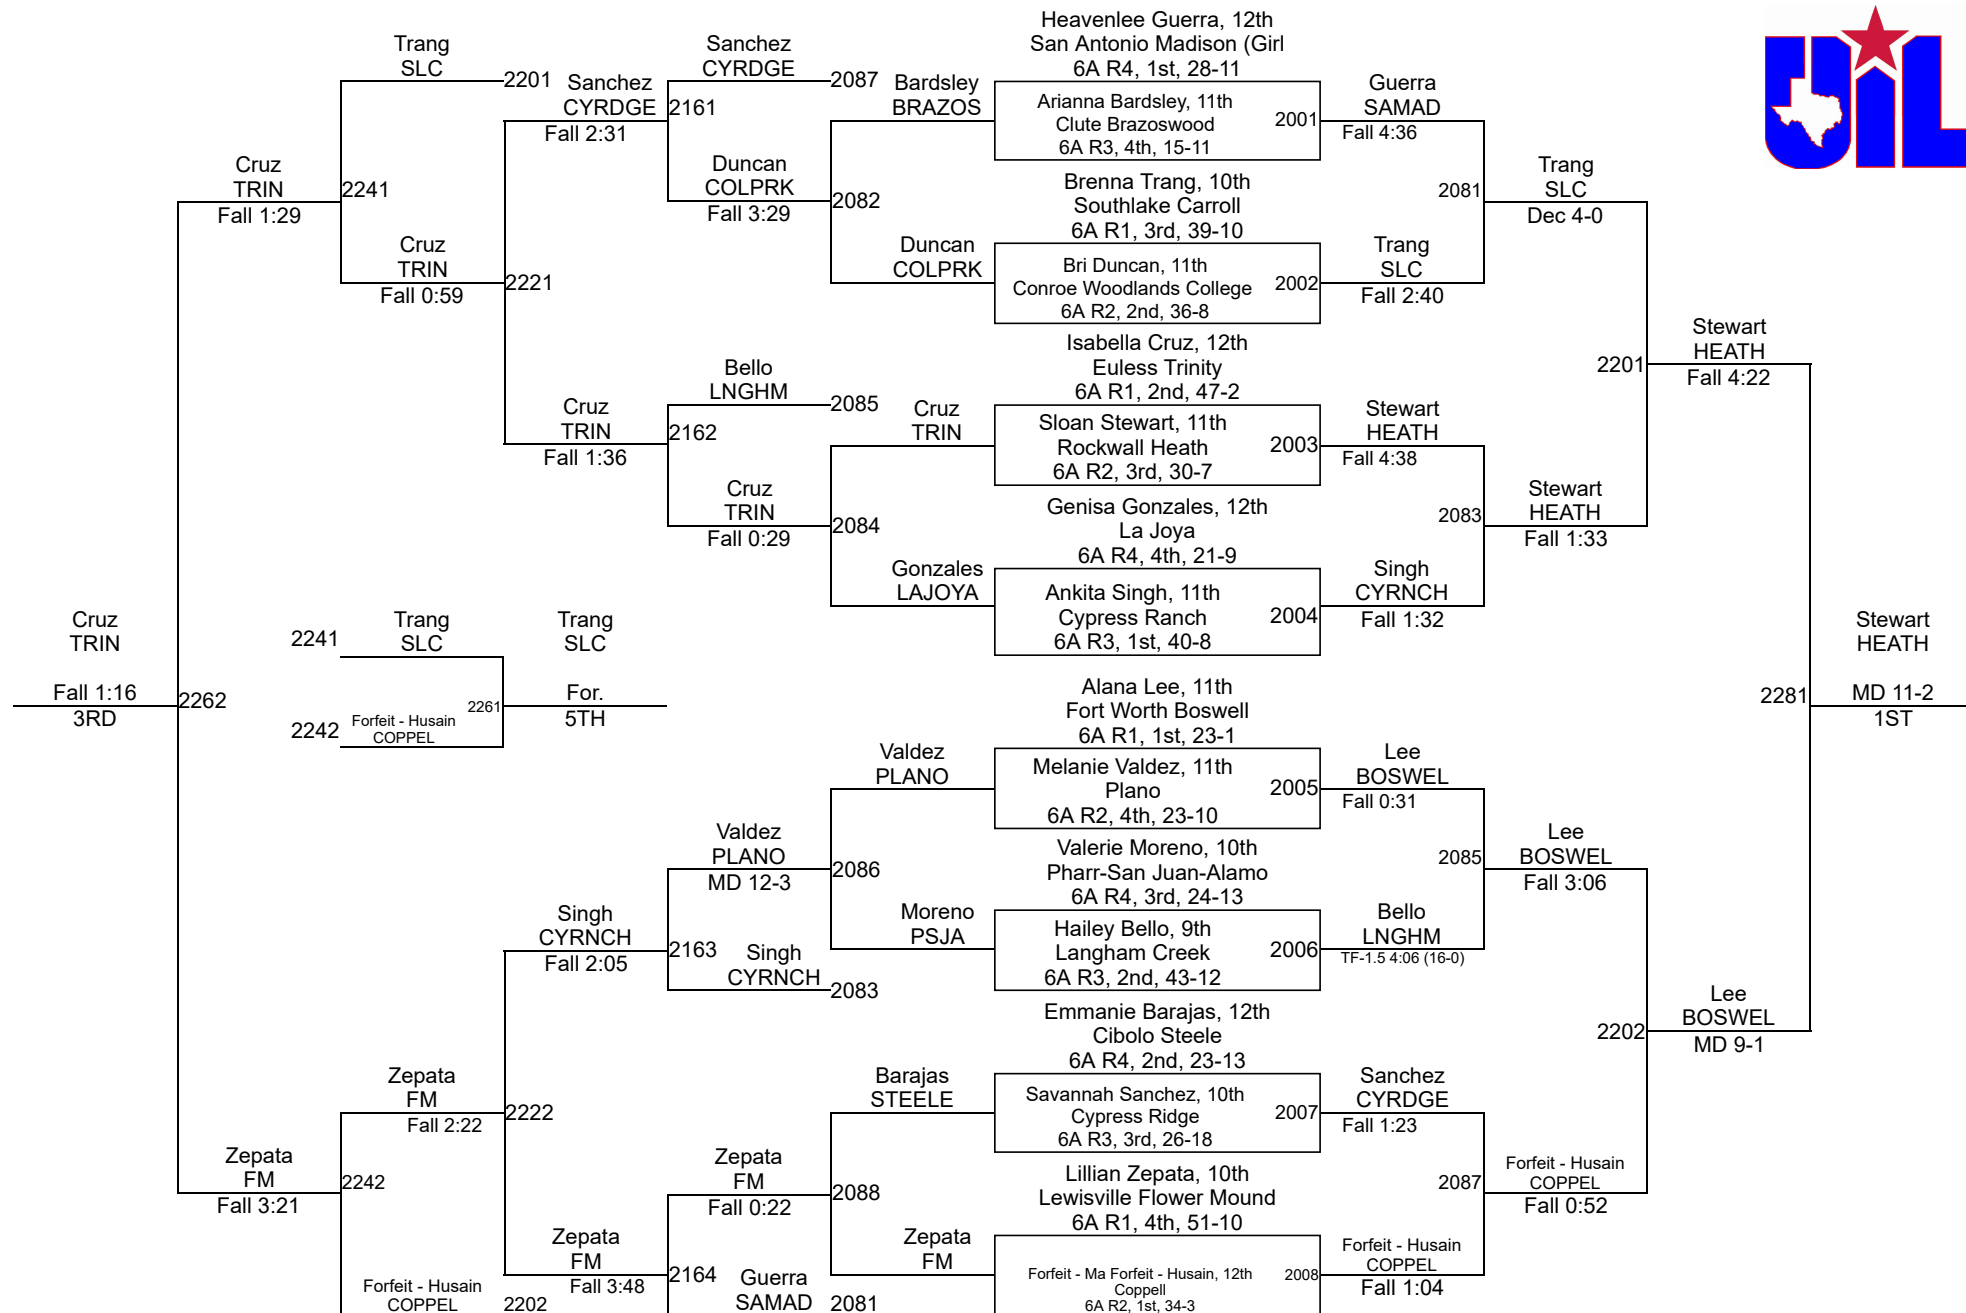 Heavenlee Guerra, 12th
San Antonio Madison (Girl
6A R4, 1st, 28-11
Arianna Bardsley, 11th
Clute Brazoswood
6A R3, 4th, 15-11
2001
Brenna Trang, 10th
Southlake Carroll
6A R1, 3rd, 39-10
Bri Duncan, 11th
Conroe Woodlands College
6A R2, 2nd, 36-8
2002
Isabella Cruz, 12th
Euless Trinity
6A R1, 2nd, 47-2
Sloan Stewart, 11th
Rockwall Heath
6A R2, 3rd, 30-7
2003
Genisa Gonzales, 12th
La Joya
6A R4, 4th, 21-9
Ankita Singh, 11th
Cypress Ranch
6A R3, 1st, 40-8
2004
Alana Lee, 11th
Fort Worth Boswell
6A R1, 1st, 23-1
Melanie Valdez, 11th
Plano
6A R2, 4th, 23-10
2005
Valerie Moreno, 10th
Pharr-San Juan-Alamo
6A R4, 3rd, 24-13
Hailey Bello, 9th
Langham Creek
6A R3, 2nd, 43-12
2006
Emmanie Barajas, 12th
Cibolo Steele
6A R4, 2nd, 23-13
Savannah Sanchez, 10th
Cypress Ridge
6A R3, 3rd, 26-18
2007
Lillian Zepata, 10th
Lewisville Flower Mound
6A R1, 4th, 51-10
Forfeit - Ma Forfeit - Husain, 12th
Coppell
6A R2, 1st, 34-3
2008
Guerra
SAMAD
Fall 4:36
2081
Trang
SLC
Fall 2:40
Stewart
HEATH
Fall 4:38
2083
Singh
CYRNCH
Fall 1:32
Lee
BOSWEL
Fall 0:31
2085
Bello
LNGHM
TF-1.5 4:06 (16-0)
Sanchez
CYRDGE
Fall 1:23
2087
Forfeit - Husain
COPPEL
Fall 1:04
Trang
SLC
Dec 4-0
2201
Stewart
HEATH
Fall 1:33
Lee
BOSWEL
Fall 3:06
2202
Forfeit - Husain
COPPEL
Fall 0:52
Stewart
HEATH
Fall 4:22
2281
Lee
BOSWEL
MD 9-1
Stewart
HEATH
MD 11-2
1ST
UIL
Bardsley
BRAZOS
2082
Duncan
COLPRK
Cruz
TRIN
2084
Gonzales
LAJOYA
Valdez
PLANO
2086
Moreno
PSJA
Barajas
STEELE
2088
Zepata
FM
Sanchez
CYRDGE
2087
2161
Duncan
COLPRK
Fall 3:29
Bello
LNGHM
2085
2162
Cruz
TRIN
Fall 0:29
Valdez
PLANO
MD 12-3
2163
Singh
CYRNCH
2083
Zepata
FM
Fall 0:22
2164
Guerra
SAMAD
2081
Sanchez
CYRDGE
Fall 2:31
2221
Cruz
TRIN
Fall 1:36
Singh
CYRNCH
Fall 2:05
2222
Zepata
FM
Fall 3:48
Trang
SLC
2201
2241
Cruz
TRIN
Fall 0:59
Zepata
FM
Fall 2:22
2242
Forfeit - Husain
COPPEL
2202
Cruz
TRIN
Fall 1:29
2262
Zepata
FM
Fall 3:21
Cruz
TRIN
Fall 1:16
3RD
2241
Trang
SLC
2261
2242
Forfeit - Husain
COPPEL
Trang
SLC
For.
5TH